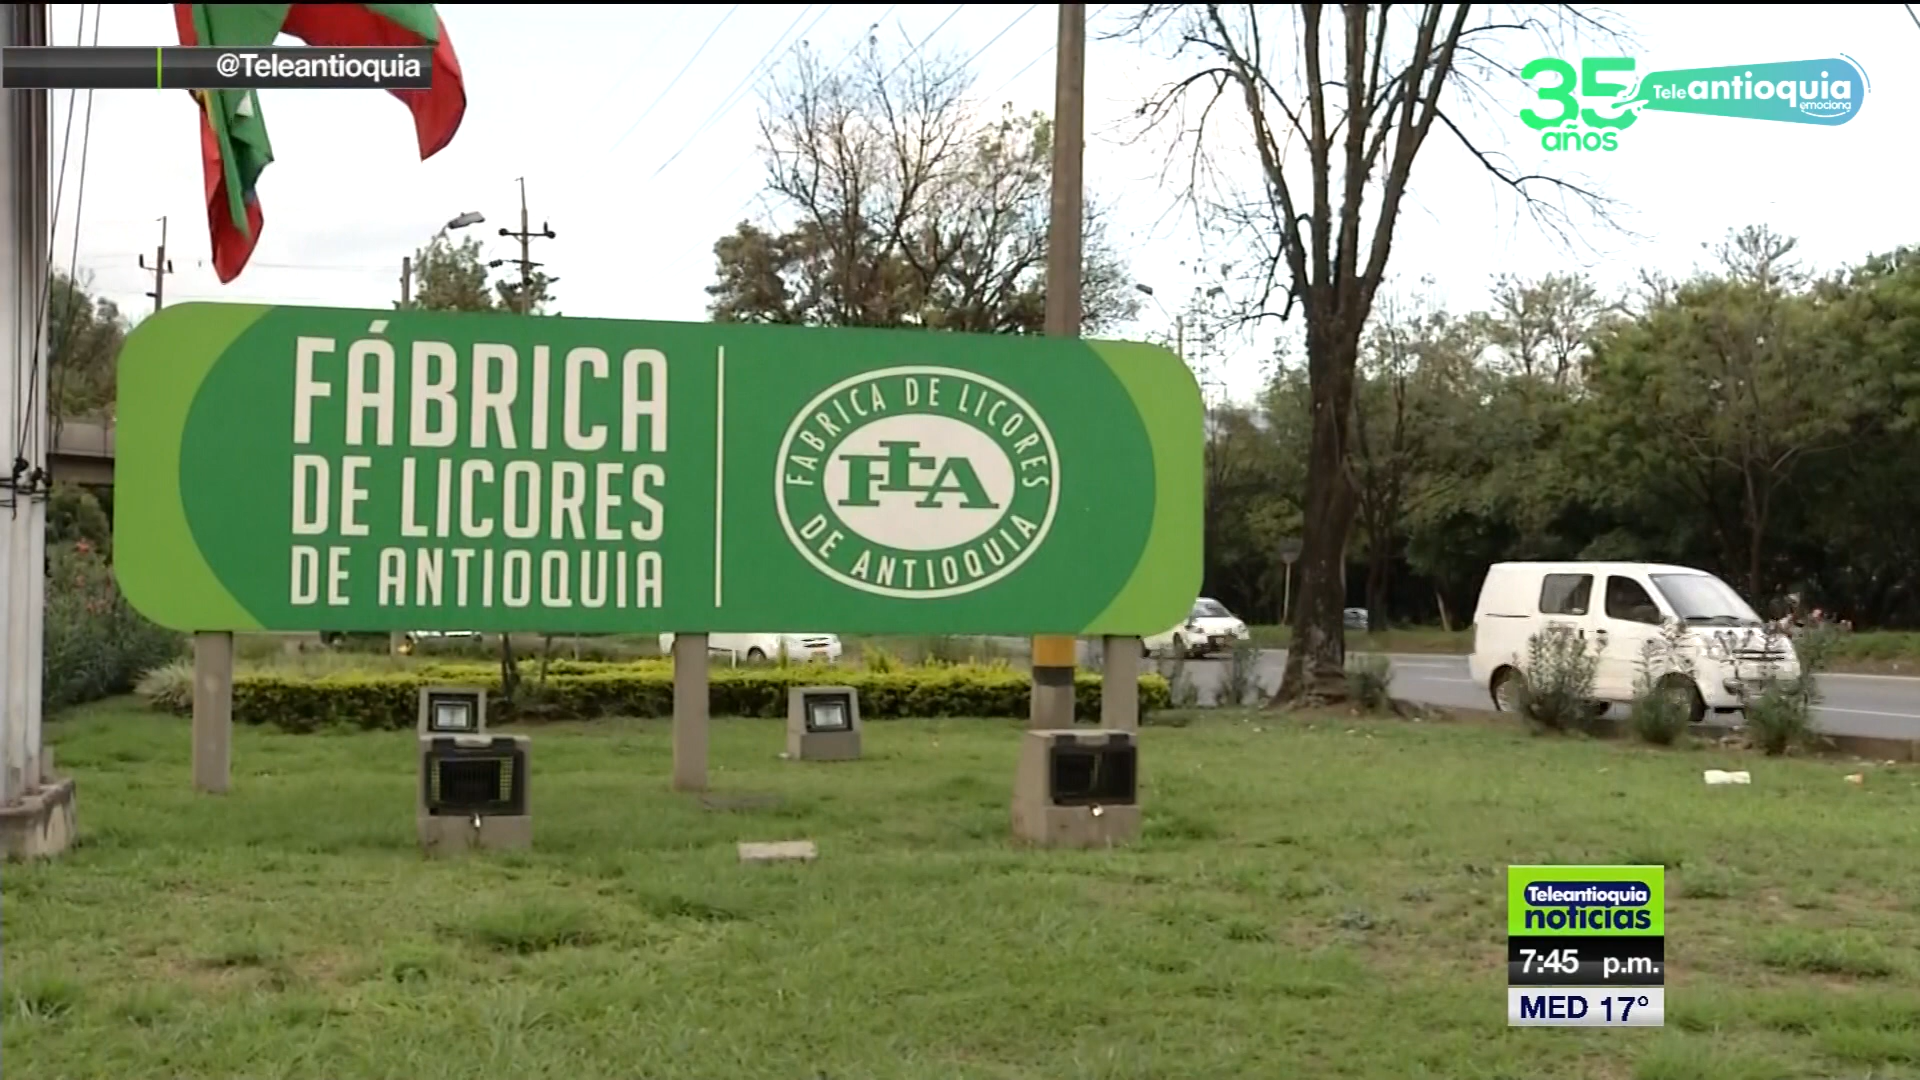 @Teleantioquia
35
años
Teleantioquia
emociona
FÁBRICA
DE LICORES
DE ANTIOQUIA
FABRICA DE LICORES
FLA
DE ANTIOQUIA
Teleantioquia
noticias
7:45 p.m.
MED 17°